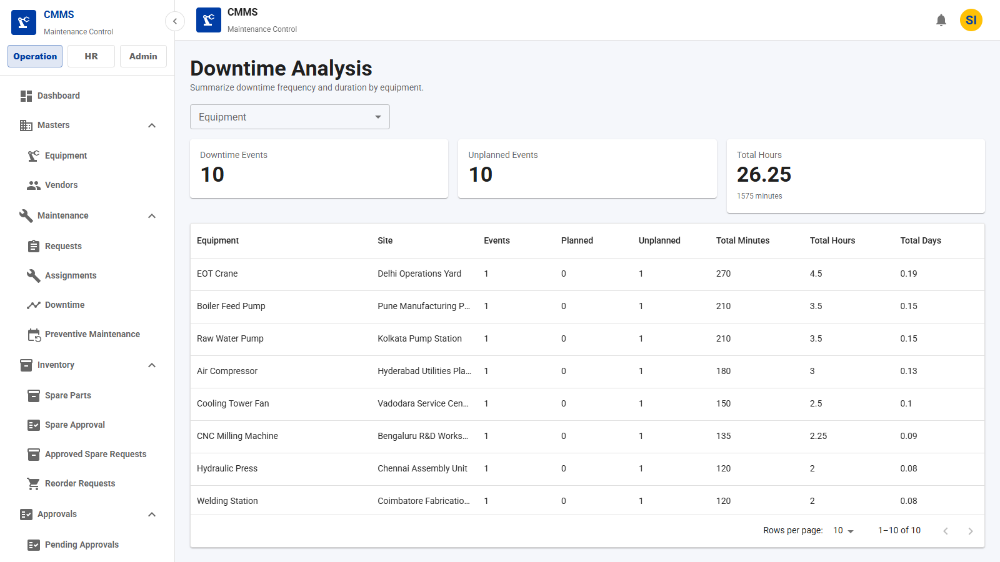 CMMS
Maintenance Control
Operation HR Admin
Dashboard
Masters
Equipment
Vendors
Maintenance
Requests
Assignments
Downtime
Preventive Maintenance
Inventory
Spare Parts
Spare Approval
Approved Spare Requests
Reorder Requests
Approvals
Pending Approvals
CMMS
Maintenance Control
SI
Downtime Analysis
Summarize downtime frequency and duration by equipment.
Equipment
Downtime Events
10
Unplanned Events
10
Total Hours
26.25
1575 minutes
Equipment Site Events Planned Unplanned Total Minutes Total Hours Total Days
EOT Crane Delhi Operations Yard 1 0 1 270 4.5 0.19
Boiler Feed Pump Pune Manufacturing P... 1 0 1 210 3.5 0.15
Raw Water Pump Kolkata Pump Station 1 0 1 210 3.5 0.15
Air Compressor Hyderabad Utilities Pla... 1 0 1 180 3 0.13
Cooling Tower Fan Vadodara Service Cen... 1 0 1 150 2.5 0.1
CNC Milling Machine Bengaluru R&D Works... 1 0 1 135 2.25 0.09
Hydraulic Press Chennai Assembly Unit 1 0 1 120 2 0.08
Welding Station Coimbatore Fabricatio... 1 0 1 120 2 0.08
Rows per page: 10 1–10 of 10